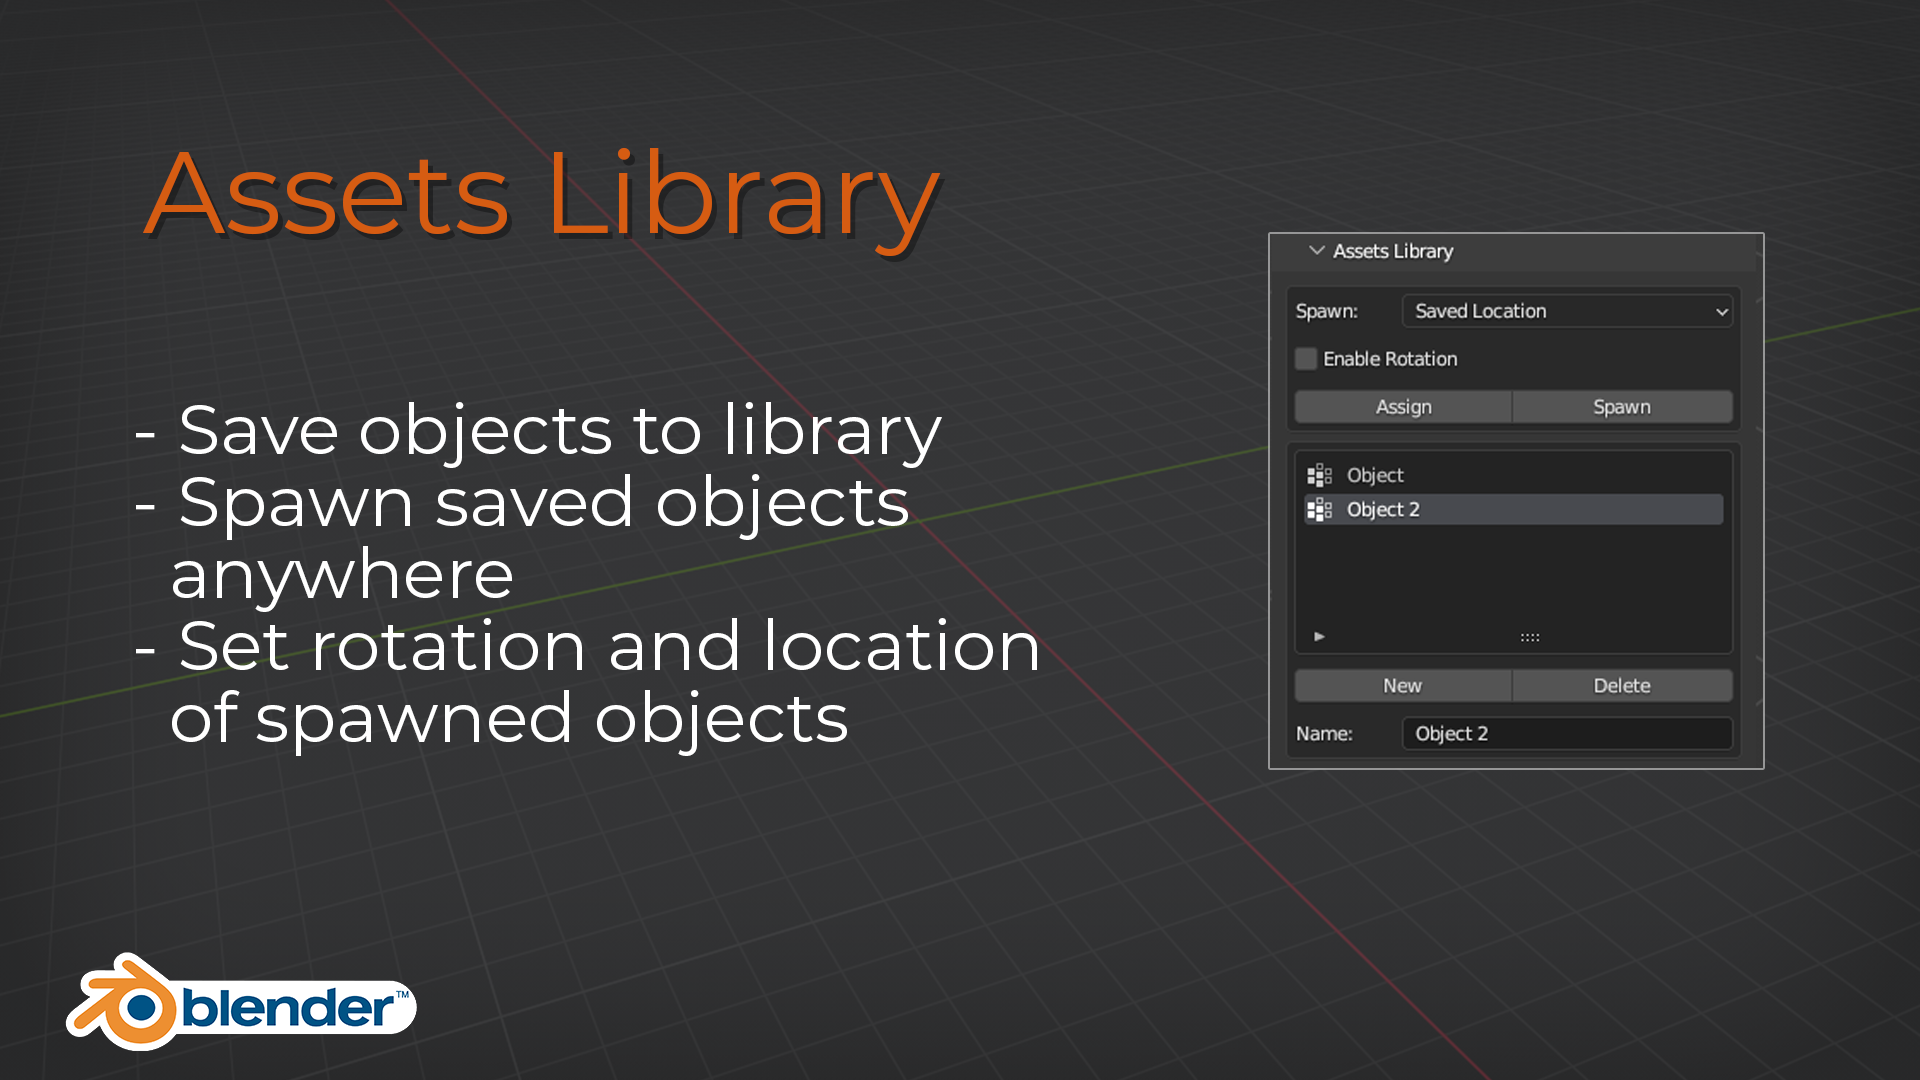 Assets Library
- Save objects to library
- Spawn saved objects
anywhere
- Set rotation and location
of spawned objects
Assets Library
Spawn: Saved Location
Enable Rotation
Assign Spawn
Object
Object 2
New Delete
Name: Object 2
blender™